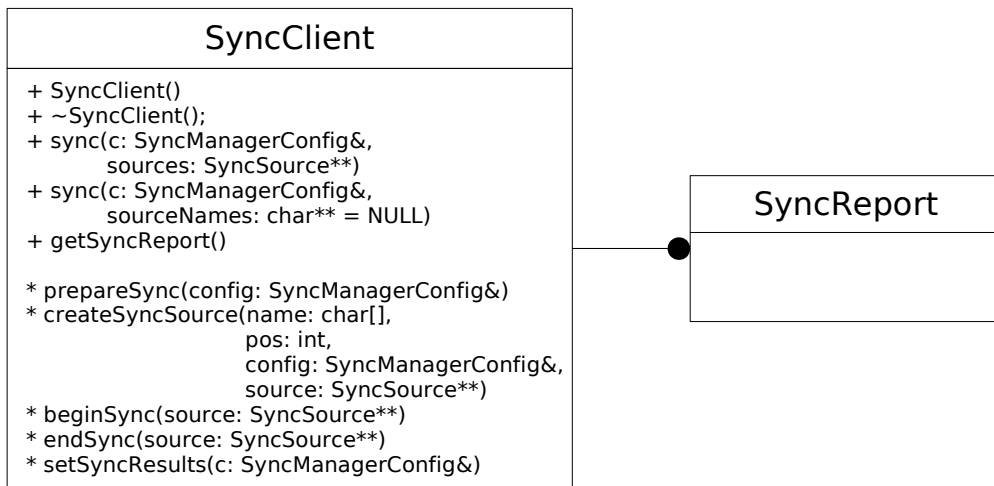 SyncClient
+ SyncClient()
+ ~SyncClient();
+ sync(c: SyncManagerConfig&,
sources: SyncSource**)
+ sync(c: SyncManagerConfig&,
sourceNames: char** = NULL)
+ getSyncReport()
* prepareSync(config: SyncManagerConfig&)
* createSyncSource(name: char[],
pos: int,
config: SyncManagerConfig&,
source: SyncSource**)
* beginSync(source: SyncSource**)
* endSync(source: SyncSource**)
* setSyncResults(c: SyncManagerConfig&)
SyncReport